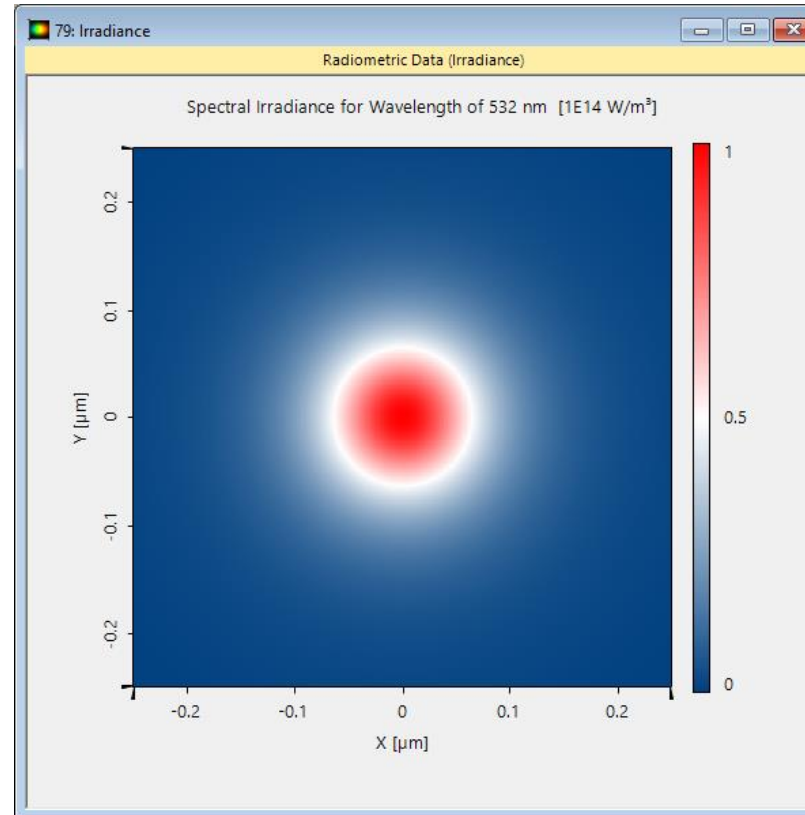 79: Irradiance
Radiometric Data (Irradiance)
Spectral Irradiance for Wavelength of 532 nm  [1E14 W/m³]
1
0.5
0
0.2
0.1
0
-0.1
-0.2
Y [µm]
-0.2
-0.1
0
0.1
0.2
X [µm]